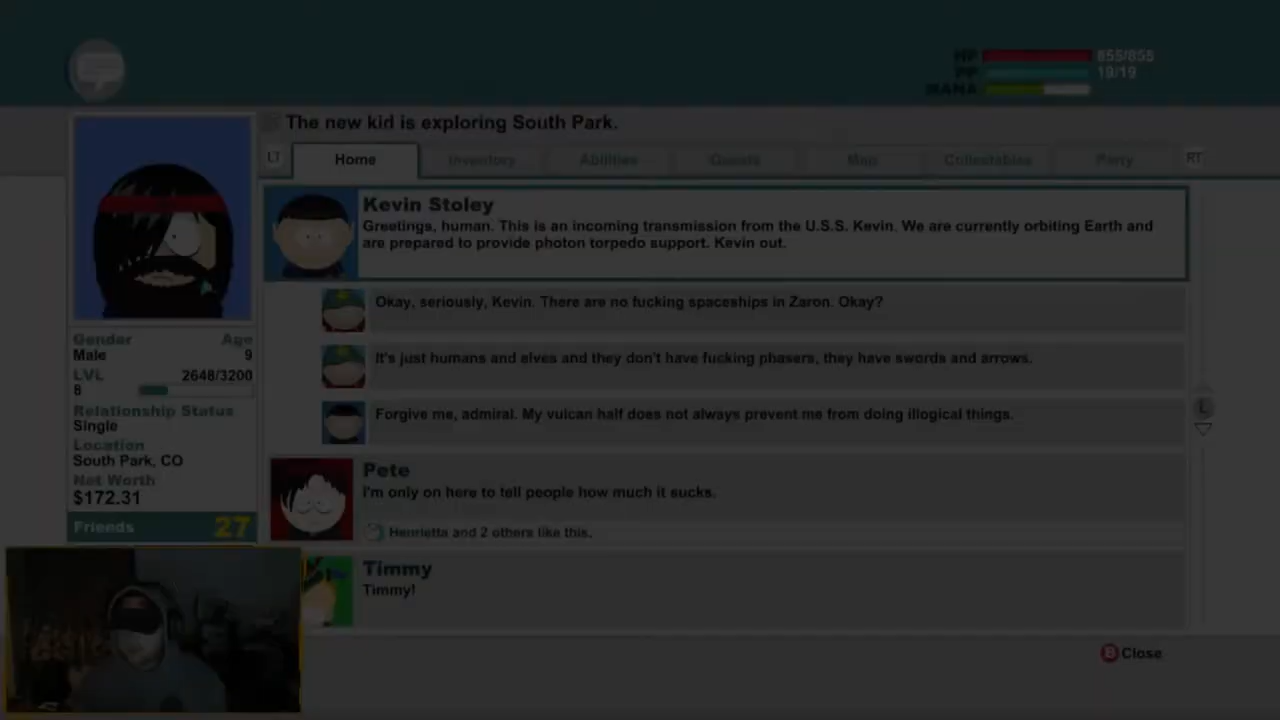 HP 855/855
PP 19/19
MANA
The new kid is exploring South Park.
LT Home Inventory Abilities Quests Map Collectables Party RT
Kevin Stoley
Greetings, human. This is an incoming transmission from the U.S.S. Kevin. We are currently orbiting Earth and
are prepared to provide photon torpedo support. Kevin out.
Okay, seriously, Kevin. There are no fucking spaceships in Zaron. Okay?
It's just humans and elves and they don't have fucking phasers, they have swords and arrows.
Forgive me, admiral. My vulcan half does not always prevent me from doing illogical things.
Gender Age
Male 9
LVL 2648/3200
8
Relationship Status
Single
Location
South Park, CO
Net Worth
$172.31
Friends 27
L
Pete
I'm only on here to tell people how much it sucks.
Henrietta and 2 others like this.
Timmy
Timmy!
B Close